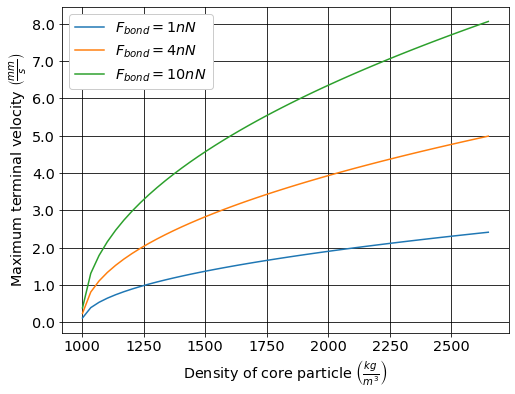 F_bond = 1nN
F_bond = 4nN
F_bond = 10nN
Maximum terminal velocity (mm/s)
8.0
7.0
6.0
5.0
4.0
3.0
2.0
1.0
0.0
1000 1250 1500 1750 2000 2250 2500
Density of core particle (kg/m³)